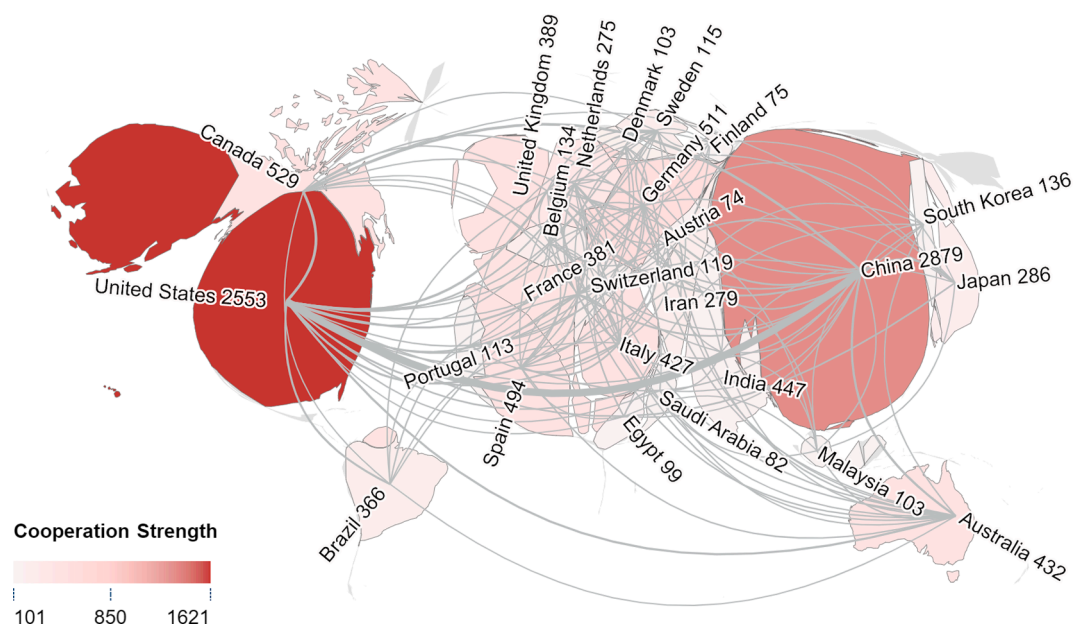 United Kingdom 389
Netherlands 275
Denmark 103
Sweden 115
Finland 75
Canada 529
Belgium 134
Germany 511
South Korea 136
Austria 74
France 381
Switzerland 119
China 2879
Japan 286
United States 2553
Iran 279
Portugal 113
Italy 427
India 447
Spain 494
Saudi Arabia 82
Egypt 99
Malaysia 103
Brazil 366
Australia 432
Cooperation Strength
101 850 1621